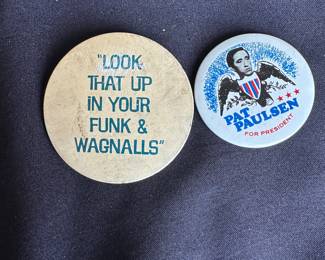 "LOOK
THAT UP
IN YOUR
FUNK &
WAGNALLS"
PAT
PAULSEN
FOR PRESIDENT